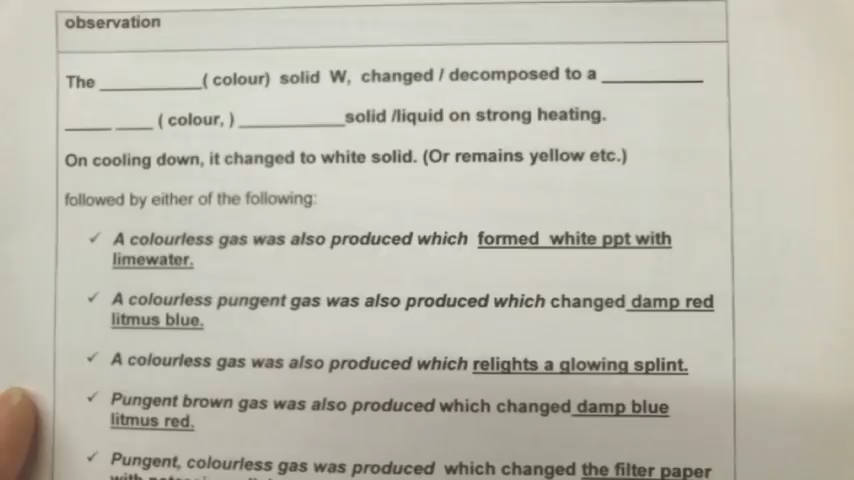 observation
The __________( colour) solid W, changed / decomposed to a __________
_____ ____ ( colour, ) ___________solid /liquid on strong heating.
On cooling down, it changed to white solid. (Or remains yellow etc.)
followed by either of the following:
✓ A colourless gas was also produced which formed white ppt with
limewater.
✓ A colourless pungent gas was also produced which changed damp red
litmus blue.
✓ A colourless gas was also produced which relights a glowing splint.
✓ Pungent brown gas was also produced which changed damp blue
litmus red.
✓ Pungent, colourless gas was produced which changed the filter paper